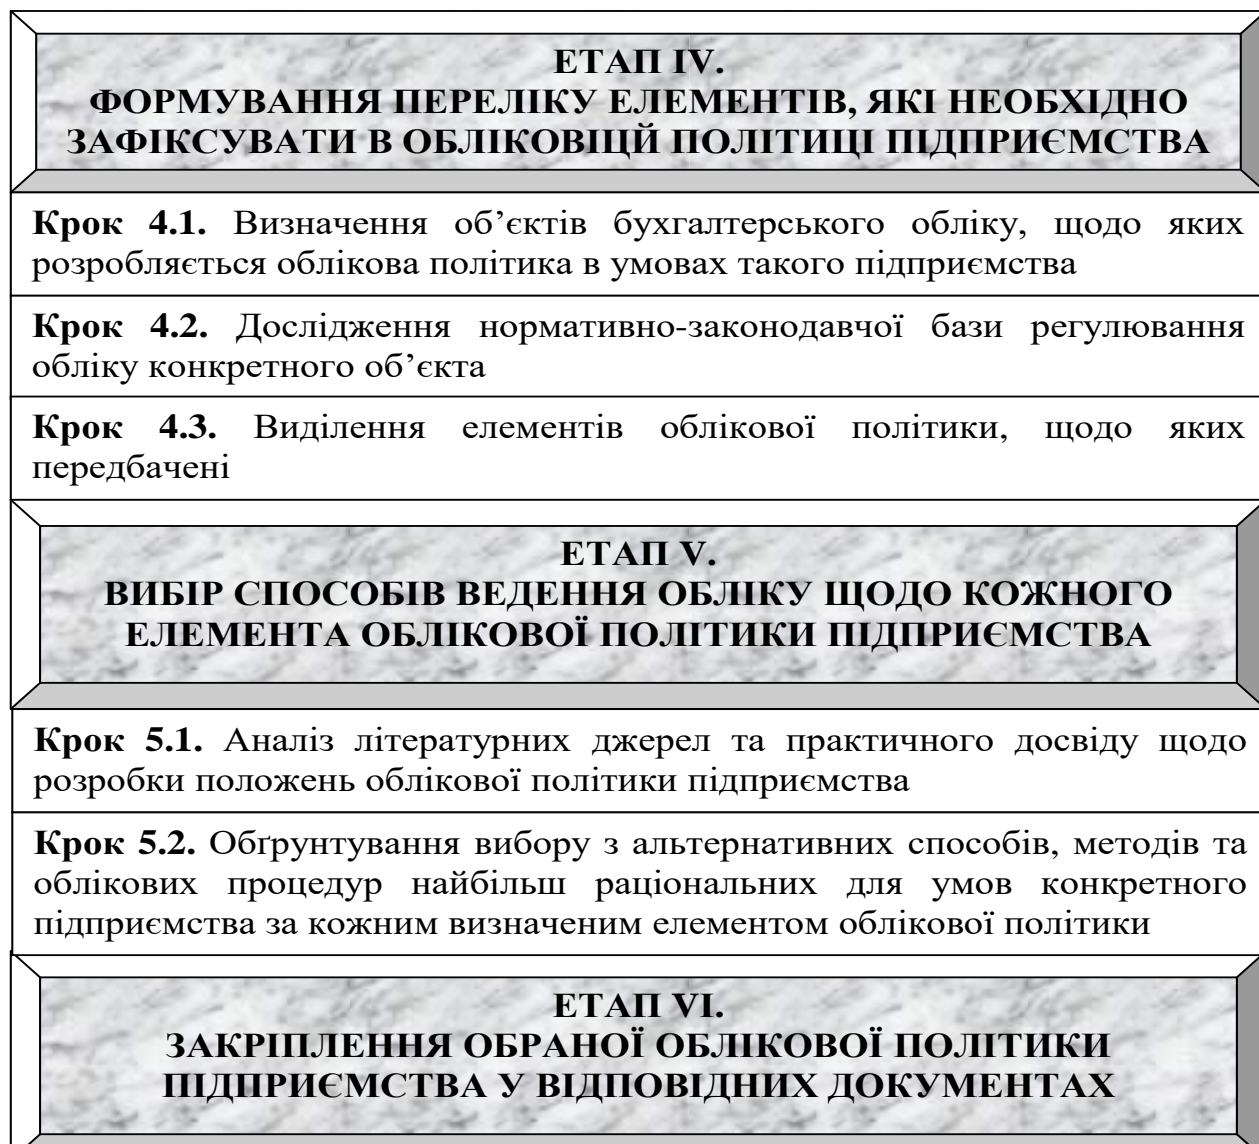 ЕТАП IV.
ФОРМУВАННЯ ПЕРЕЛІКУ ЕЛЕМЕНТІВ, ЯКІ НЕОБХІДНО
ЗАФІКСУВАТИ В ОБЛІКОВІЦЙ ПОЛІТИЦІ ПІДПРИЄМСТВА
Крок 4.1. Визначення об’єктів бухгалтерського обліку, щодо яких
розробляється облікова політика в умовах такого підприємства
Крок 4.2. Дослідження нормативно-законодавчої бази регулювання
обліку конкретного об’єкта
Крок 4.3. Виділення елементів облікової політики, щодо яких
передбачені
ЕТАП V.
ВИБІР СПОСОБІВ ВЕДЕННЯ ОБЛІКУ ЩОДО КОЖНОГО
ЕЛЕМЕНТА ОБЛІКОВОЇ ПОЛІТИКИ ПІДПРИЄМСТВА
Крок 5.1. Аналіз літературних джерел та практичного досвіду щодо
розробки положень облікової політики підприємства
Крок 5.2. Обґрунтування вибору з альтернативних способів, методів та
облікових процедур найбільш раціональних для умов конкретного
підприємства за кожним визначеним елементом облікової політики
ЕТАП VI.
ЗАКРІПЛЕННЯ ОБРАНОЇ ОБЛІКОВОЇ ПОЛІТИКИ
ПІДПРИЄМСТВА У ВІДПОВІДНИХ ДОКУМЕНТАХ